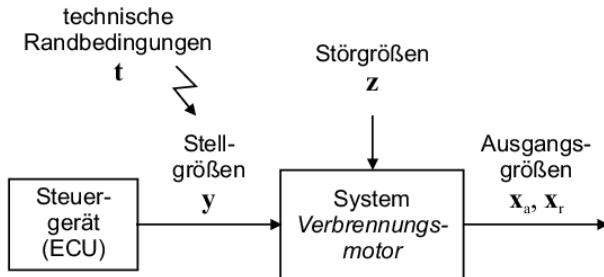 technische
Randbedingungen
t
Störgrößen
z
Stell-
größen
y
Ausgangs-
größen
xa, xr
Steuer-
gerät
(ECU)
System
Verbrennungs-
motor